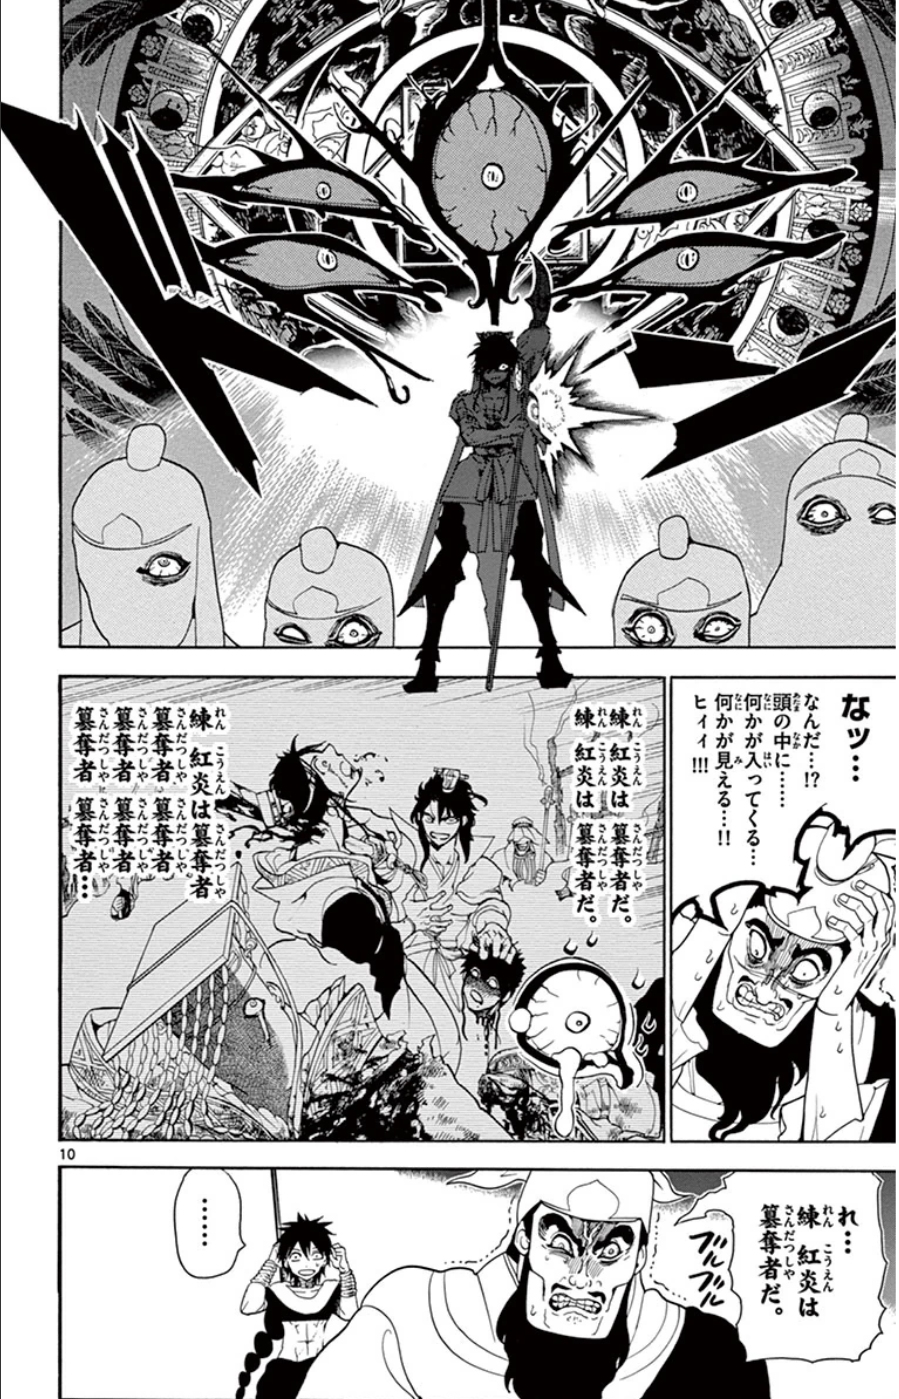 なッ…
なんだ…!?
頭の中に……
何かが入ってくる…
何かが見える…!!
ヒィィ!!!
練 紅炎は 簒奪者だ。
練 紅炎は 簒奪者だ。
練 紅炎は簒奪者
簒奪者 簒奪者
簒奪者 簒奪者
簒奪者 簒奪者…
10
れ…
練 紅炎は
簒奪者だ。
ブルブル
……